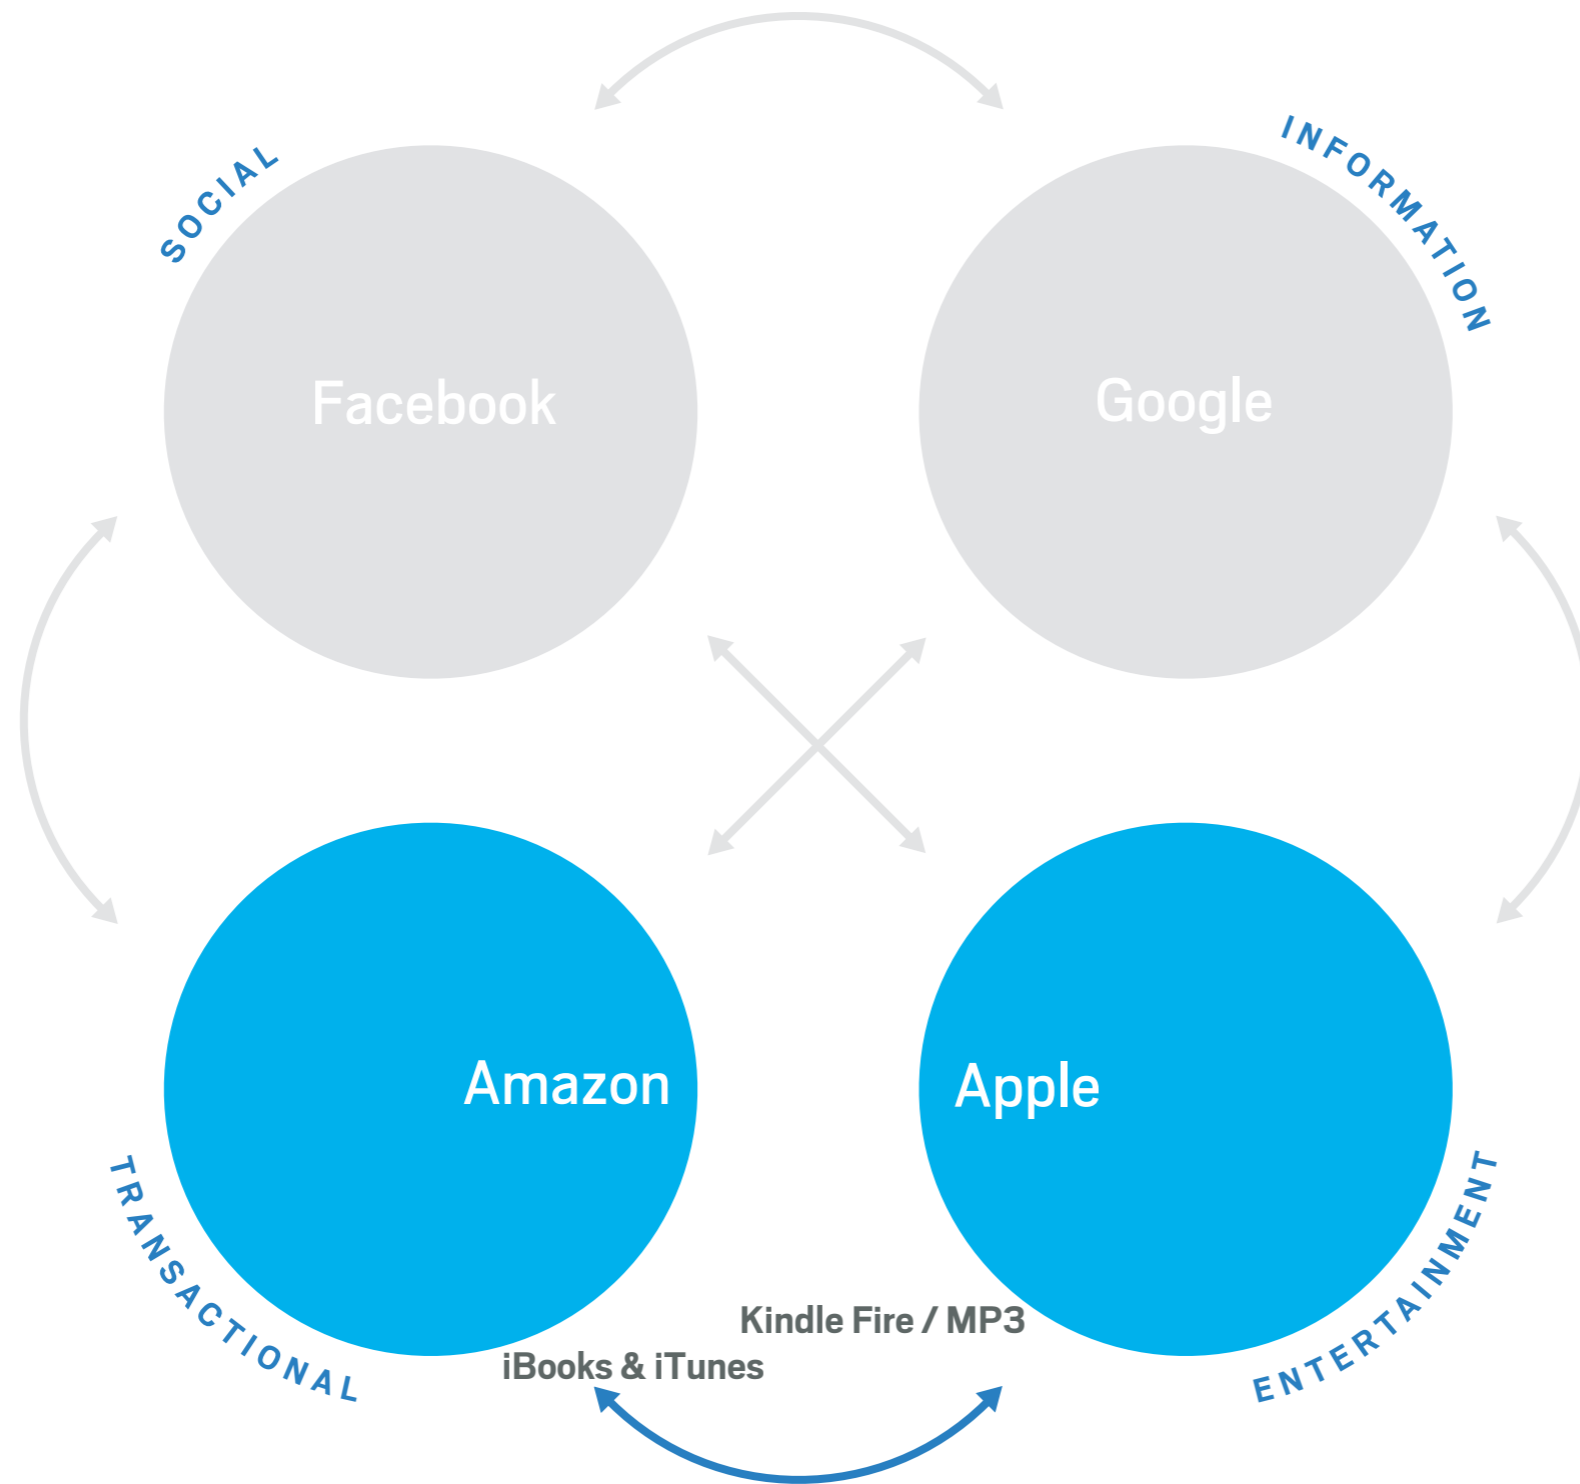 SOCIAL
INFORMATION
Facebook
Google
Amazon
Apple
TRANSACTIONAL
ENTERTAINMENT
Kindle Fire / MP3
iBooks & iTunes